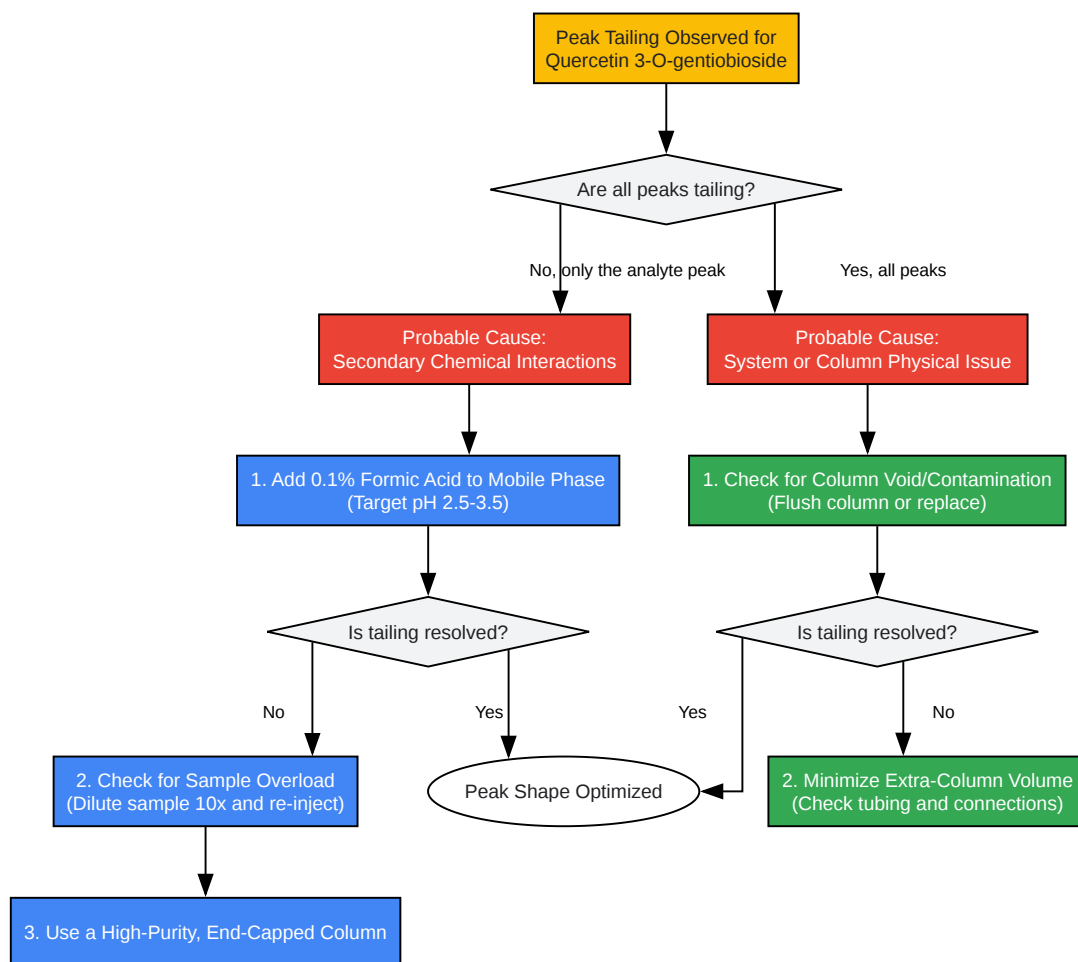 Peak Tailing Observed for
Quercetin 3-O-gentiobioside
Are all peaks tailing?
No, only the analyte peak
Yes, all peaks
Probable Cause:
Secondary Chemical Interactions
Probable Cause:
System or Column Physical Issue
1. Add 0.1% Formic Acid to Mobile Phase
(Target pH 2.5-3.5)
1. Check for Column Void/Contamination
(Flush column or replace)
Is tailing resolved?
Is tailing resolved?
No
Yes
Yes
No
2. Check for Sample Overload
(Dilute sample 10x and re-inject)
Peak Shape Optimized
2. Minimize Extra-Column Volume
(Check tubing and connections)
3. Use a High-Purity, End-Capped Column